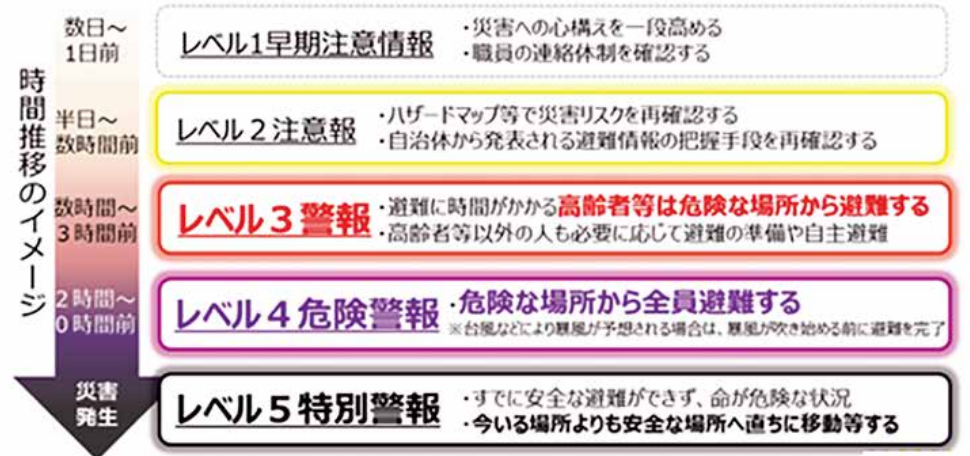 時間推移のイメージ
数日～
1日前
レベル1早期注意情報
・災害への心構えを一段高める
・職員の連絡体制を確認する
半日～
数時間前
レベル2注意報
・ハザードマップ等で災害リスクを再確認する
・自治体から発表される避難情報の把握手段を再確認する
数時間～
3時間前
レベル3警報
・避難に時間がかかる高齢者等は危険な場所から避難する
・高齢者等以外の人も必要に応じて避難の準備や自主避難
2時間～
0時間前
レベル4危険警報
・危険な場所から全員避難する
※台風などにより暴風が予想される場合は、暴風が吹き始める前に避難を完了
災害
発生
レベル5特別警報
・すでに安全な避難ができず、命が危険な状況
・今いる場所よりも安全な場所へ直ちに移動等する